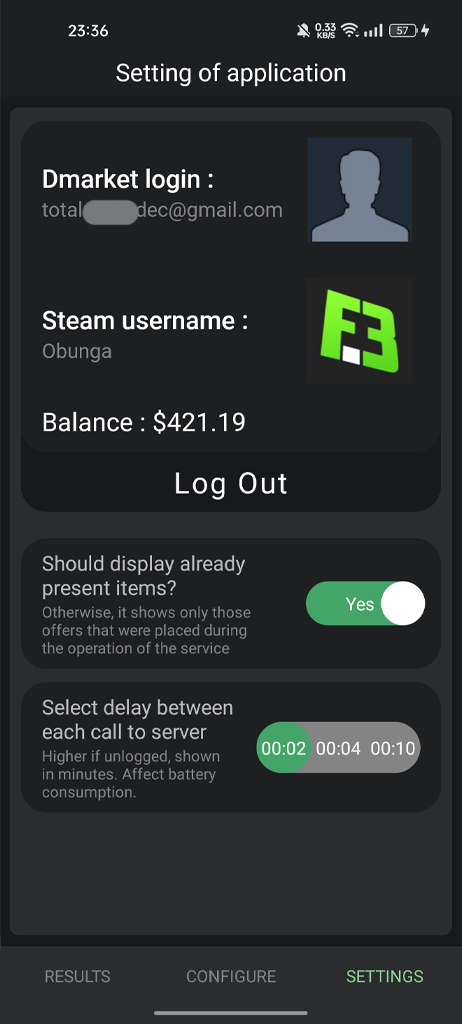 23:36
0.33
KB/S
57
Setting of application
Dmarket login :
total dec@gmail.com
Steam username :
Obunga
Balance : $421.19
Log Out
Should display already
present items?
Otherwise, it shows only those
offers that were placed during
the operation of the service
Yes
Select delay between
each call to server
Higher if unlogged, shown
in minutes. Affect battery
consumption.
00:02 00:04 00:10
RESULTS CONFIGURE SETTINGS